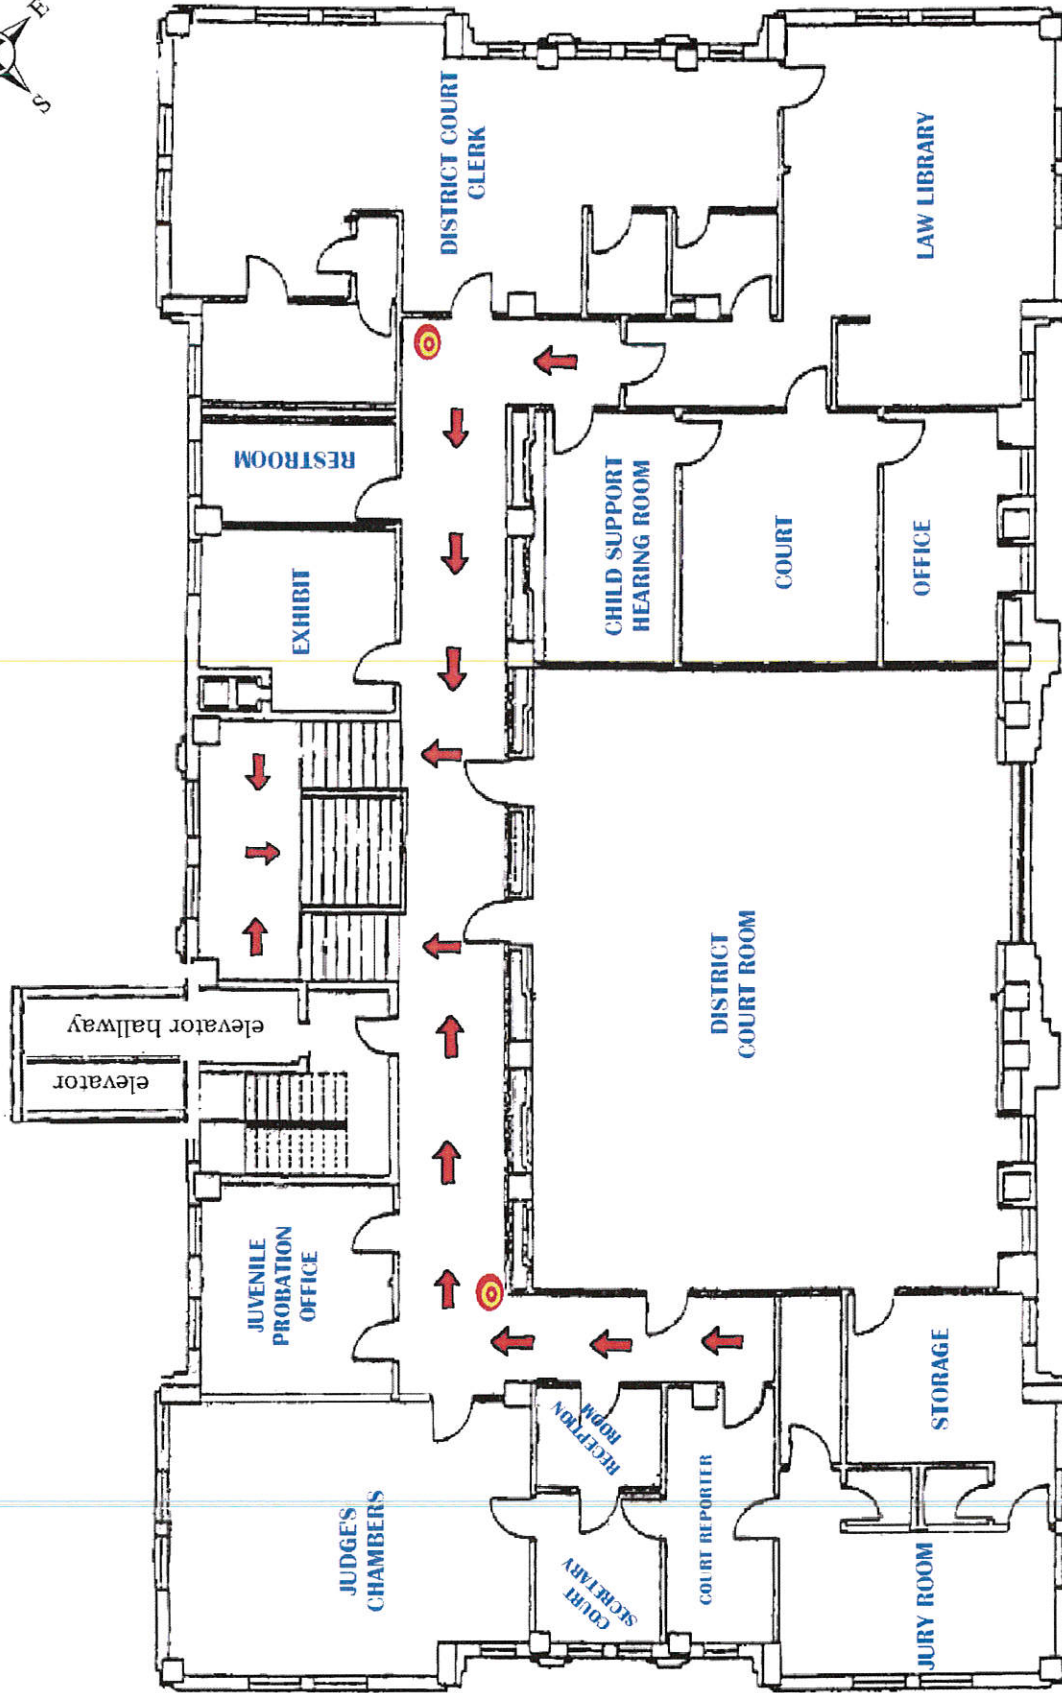 E
S
DISTRICT COURT
CLERK
LAW LIBRARY
RESTROOM
EXHIBIT
CHILD SUPPORT
HEARING ROOM
COURT
OFFICE
elevator hallway
elevator
DISTRICT
COURT ROOM
JUVENILE
PROBATION
OFFICE
STORAGE
RECEPTION
ROOM
JUDGE'S
CHAMBERS
COURT
SECRETARY
COURT REPORTER
JURY ROOM